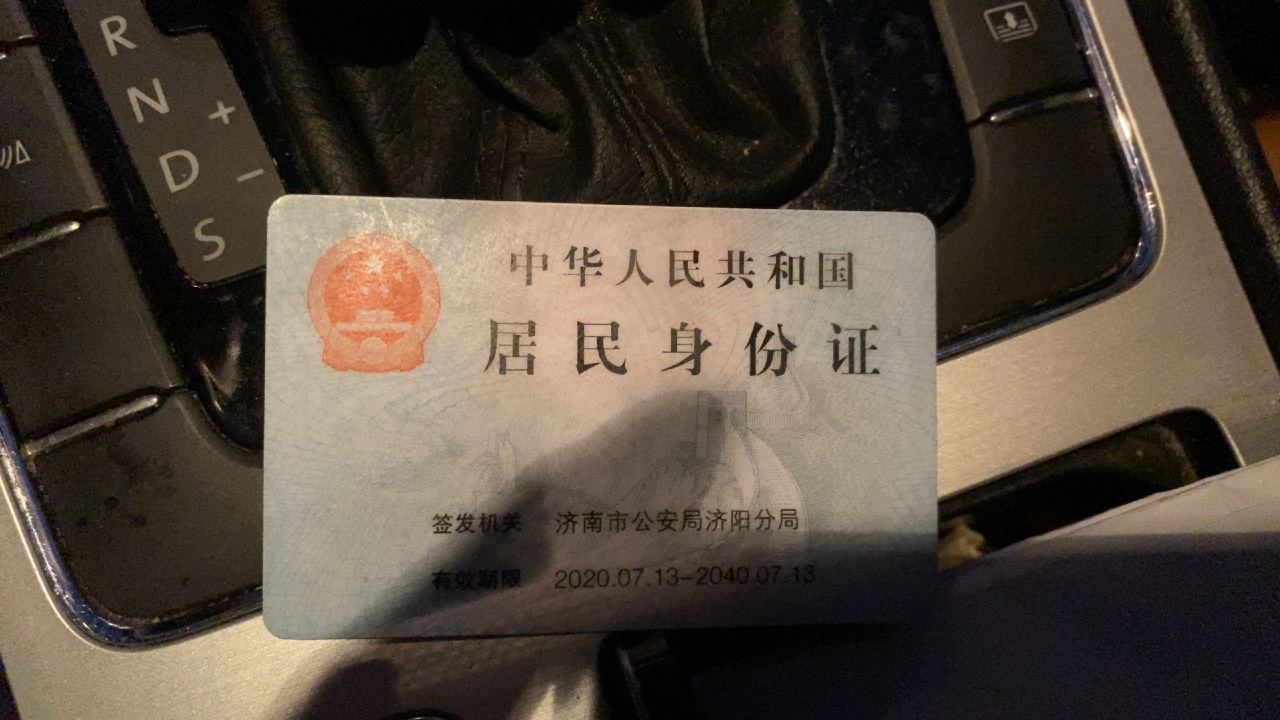 R
N +
D -
S
中华人民共和国
居民身份证
签发机关 济南市公安局济阳分局
有效期限 2020.07.13-2040.07.13